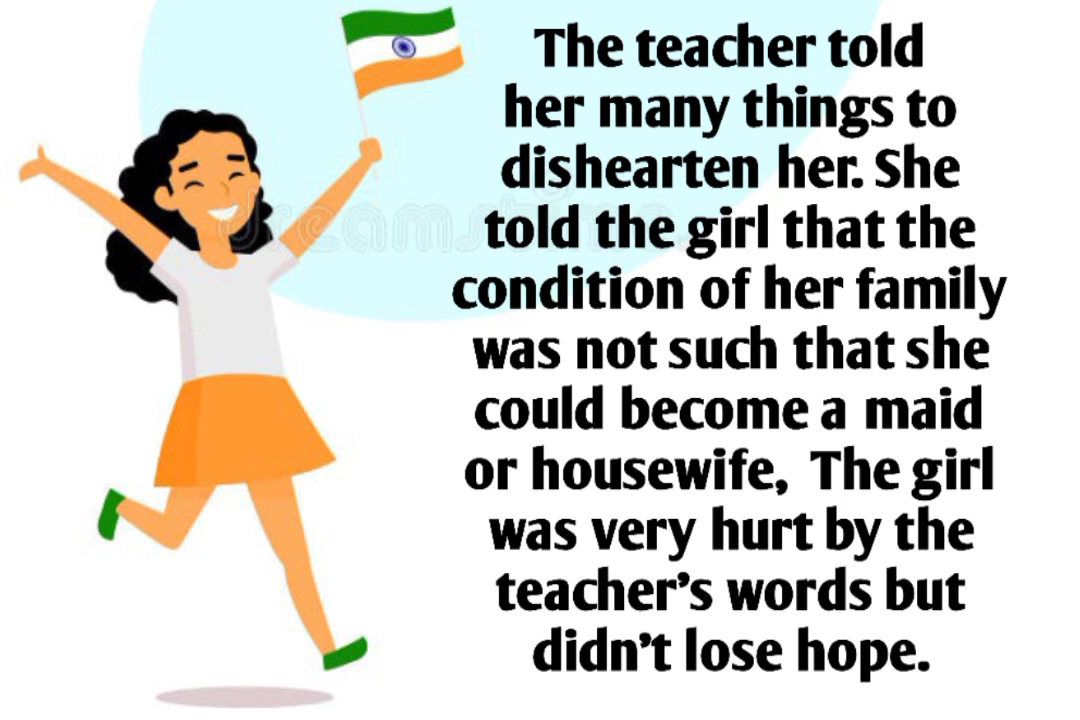 The teacher told
her many things to
dishearten her. She
told the girl that the
condition of her family
was not such that she
could become a maid
or housewife, The girl
was very hurt by the
teacher's words but
didn't lose hope.
dreamstime